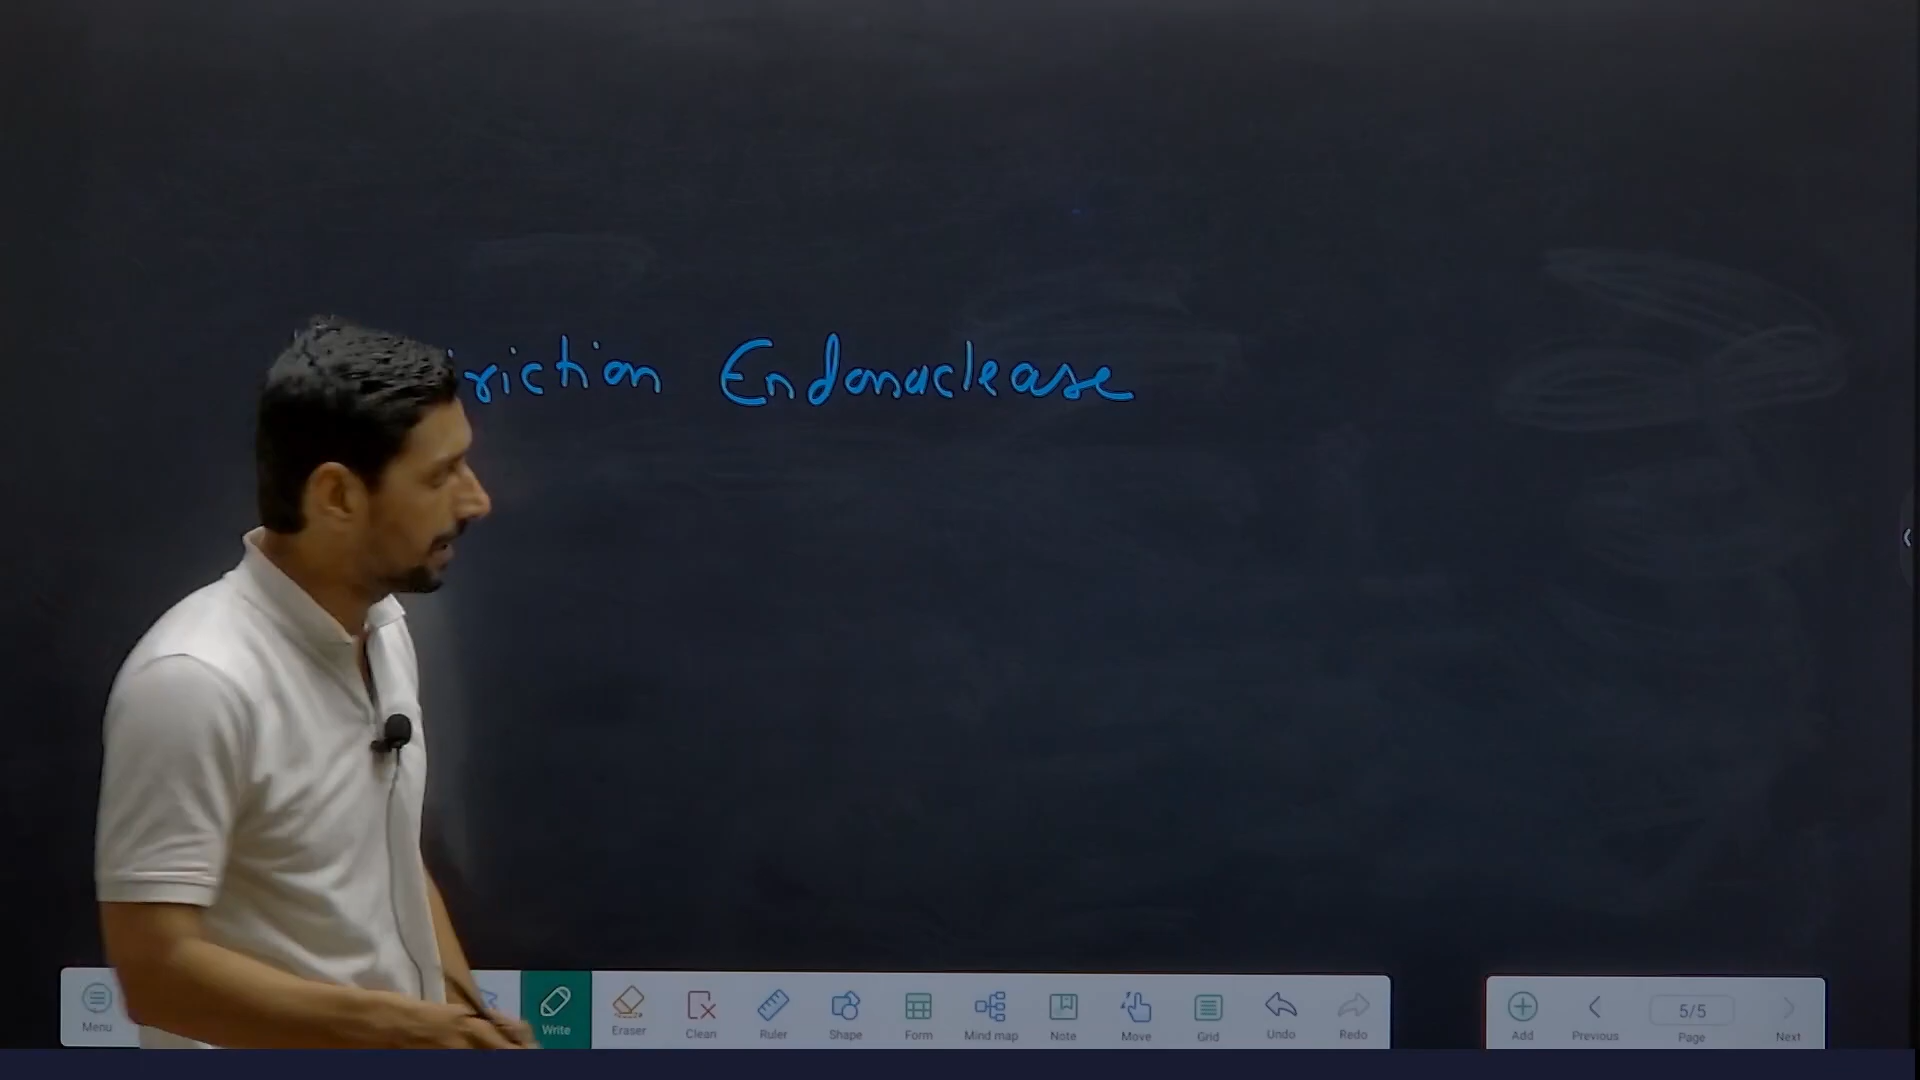 riction Endonuclease
Menu
Write Eraser Clean Ruler Shape Form Mind map Note Move Grid Undo Redo
Add Previous 5/5 Page Next